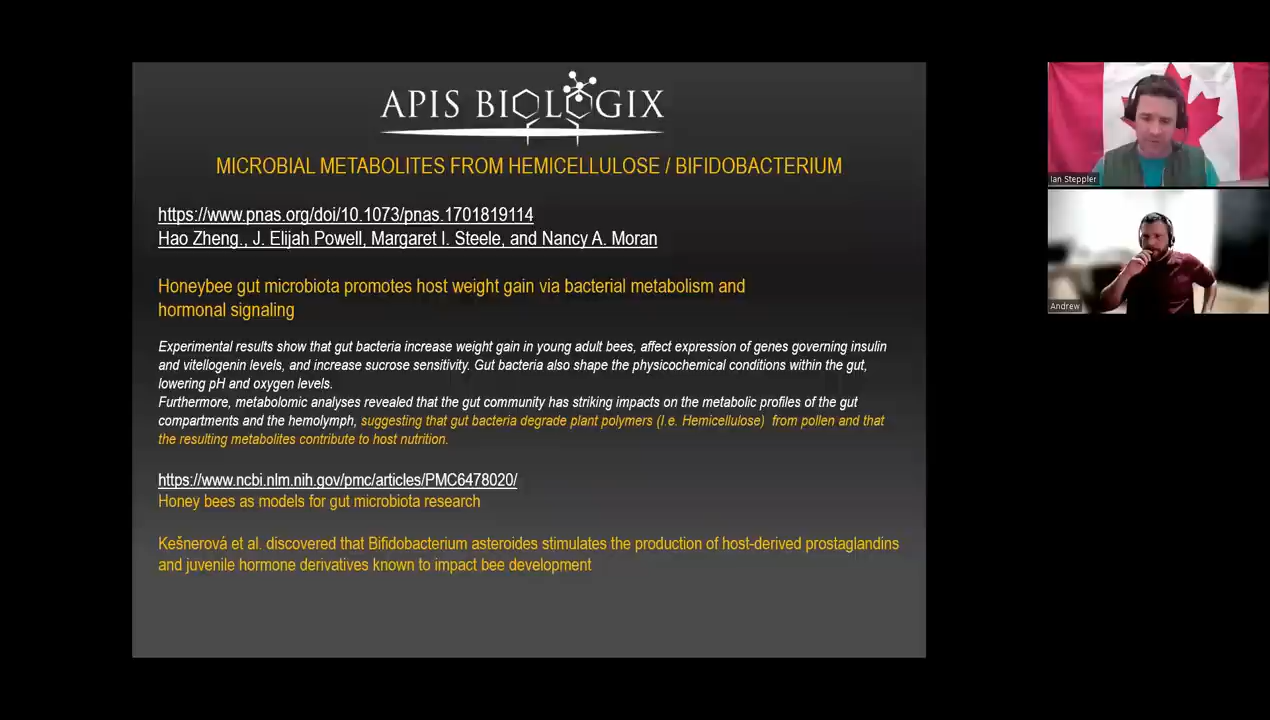 APIS BIOLOGIX
MICROBIAL METABOLITES FROM HEMICELLULOSE / BIFIDOBACTERIUM
https://www.pnas.org/doi/10.1073/pnas.1701819114
Hao Zheng., J. Elijah Powell, Margaret I. Steele, and Nancy A. Moran
Honeybee gut microbiota promotes host weight gain via bacterial metabolism and
hormonal signaling
Experimental results show that gut bacteria increase weight gain in young adult bees, affect expression of genes governing insulin
and vitellogenin levels, and increase sucrose sensitivity. Gut bacteria also shape the physicochemical conditions within the gut,
lowering pH and oxygen levels.
Furthermore, metabolomic analyses revealed that the gut community has striking impacts on the metabolic profiles of the gut
compartments and the hemolymph, suggesting that gut bacteria degrade plant polymers (I.e. Hemicellulose) from pollen and that
the resulting metabolites contribute to host nutrition.
https://www.ncbi.nlm.nih.gov/pmc/articles/PMC6478020/
Honey bees as models for gut microbiota research
Kešnerová et al. discovered that Bifidobacterium asteroides stimulates the production of host-derived prostaglandins
and juvenile hormone derivatives known to impact bee development
Ian Steppler
Andrew